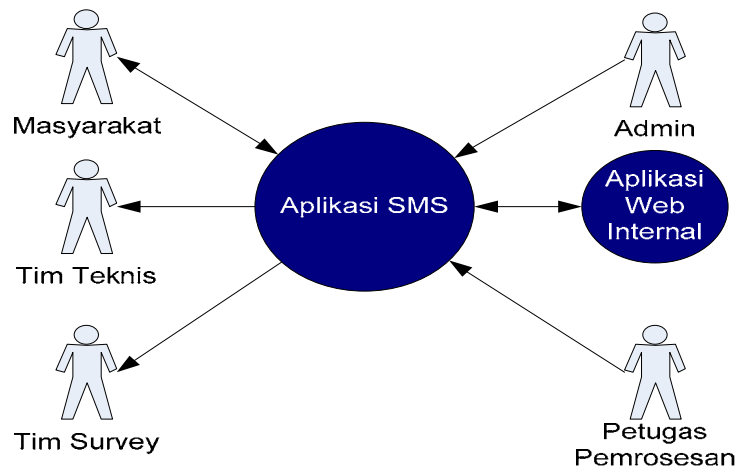 Masyarakat
Admin
Aplikasi SMS
Aplikasi
Web
Internal
Tim Teknis
Tim Survey
Petugas
Pemrosesan